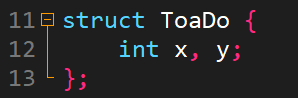 11 struct ToaDo {
12     int x, y;
13 };